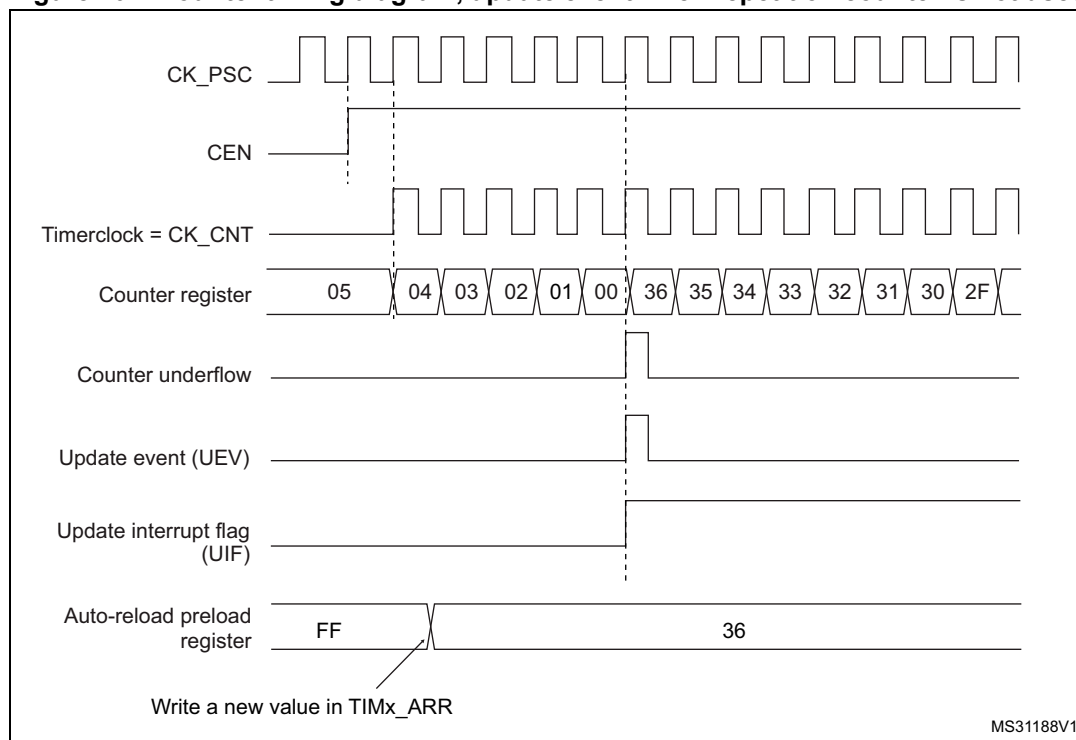 CK_PSC
CEN
Timerclock = CK_CNT
Counter register 05 04 03 02 01 00 36 35 34 33 32 31 30 2F
Counter underflow
Update event (UEV)
Update interrupt flag
(UIF)
Auto-reload preload
register FF 36
Write a new value in TIMx_ARR
MS31188V1